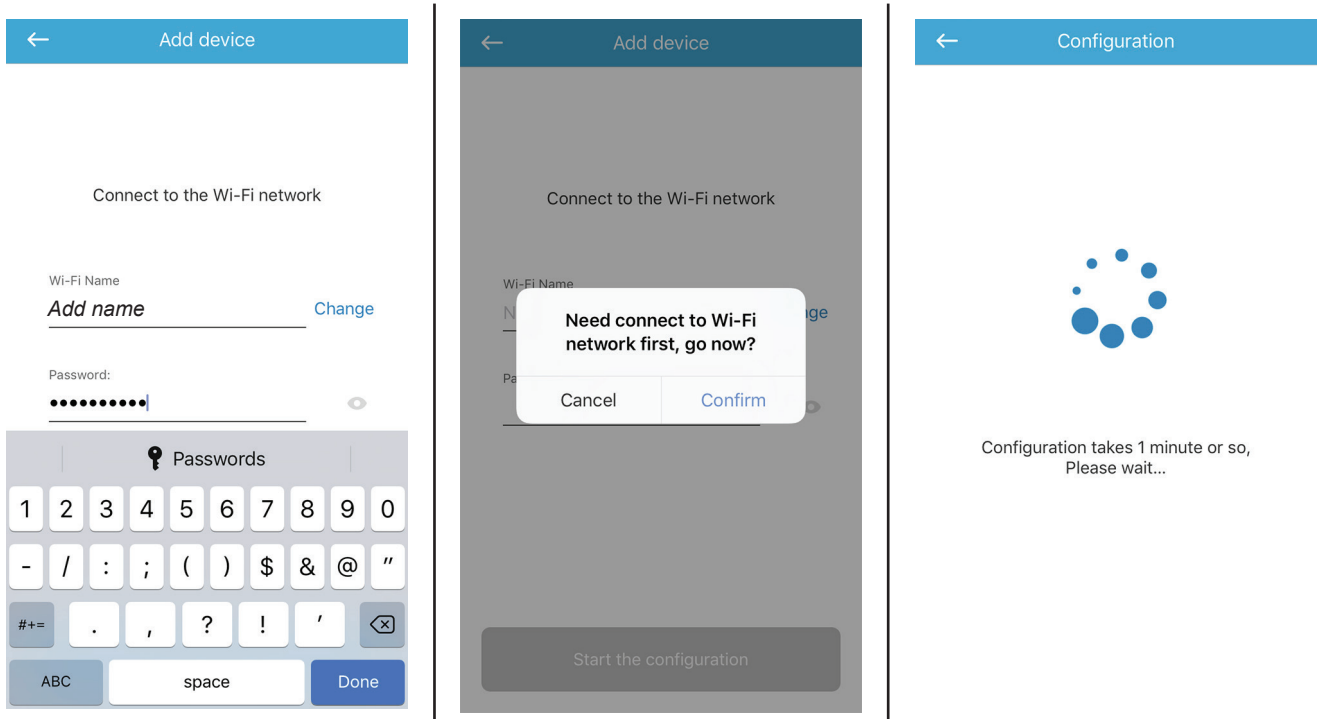 Add device
Connect to the Wi-Fi network
Wi-Fi Name
Add name
Change
Password:
••••••••••
Passwords
1 2 3 4 5 6 7 8 9 0
- / : ; ( ) $ & @ "
#+= . , ? ! '
ABC space Done
Add device
Connect to the Wi-Fi network
Wi-Fi Name
Need connect to Wi-Fi
network first, go now?
Cancel Confirm
Start the configuration
Configuration
Configuration takes 1 minute or so,
Please wait...